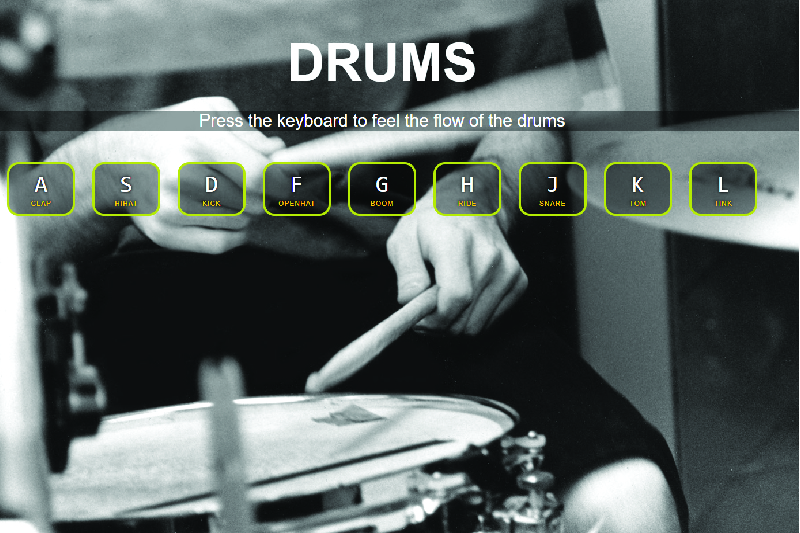 DRUMS
Press the keyboard to feel the flow of the drums
A S D F G H J K L
CLAP HIHAT KICK OPENHAT BOOM RIDE SNARE TOM TINK